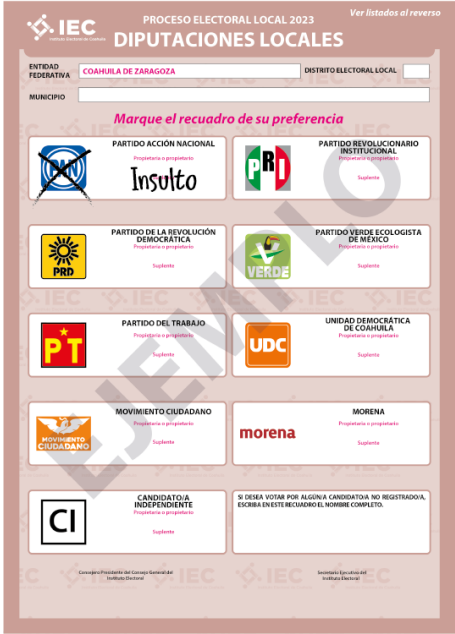 Ver listados al reverso
IEC
Instituto Electoral de Coahuila
PROCESO ELECTORAL LOCAL 2023
DIPUTACIONES LOCALES
ENTIDAD
FEDERATIVA
COAHUILA DE ZARAGOZA
DISTRITO ELECTORAL LOCAL
MUNICIPIO
Marque el recuadro de su preferencia
PAN
PARTIDO ACCIÓN NACIONAL
Propietaria o propietario
Insulto
PRI
PARTIDO REVOLUCIONARIO
INSTITUCIONAL
Propietaria o propietario
Suplente
PRD
PARTIDO DE LA REVOLUCIÓN
DEMOCRÁTICA
Propietaria o propietario
Suplente
VERDE
PARTIDO VERDE ECOLOGISTA
DE MÉXICO
Propietaria o propietario
Suplente
PT
PARTIDO DEL TRABAJO
Propietaria o propietario
Suplente
UDC
UNIDAD DEMOCRÁTICA
DE COAHUILA
Propietaria o propietario
Suplente
MOVIMIENTO
CIUDADANO
MOVIMIENTO CIUDADANO
Propietaria o propietario
Suplente
morena
MORENA
Propietaria o propietario
Suplente
CI
CANDIDATO/A
INDEPENDIENTE
Propietaria o propietario
Suplente
SI DESEA VOTAR POR ALGÚN/A CANDIDATO/A NO REGISTRADO/A,
ESCRIBA EN ESTE RECUADRO EL NOMBRE COMPLETO.
Consejero Presidente del Consejo General del
Instituto Electoral
Secretario Ejecutivo del
Instituto Electoral
EJEMPLO